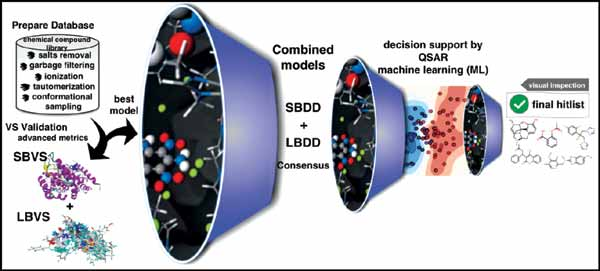 Prepare Database
chemical compound
library
salts removal
garbage filtering
ionization
tautomerization
conformational
sampling
VS Validation
advanced metrics
SBVS
+
LBVS
best
model
Combined
models
SBDD
+
LBDD
Consensus
decision support by
QSAR
machine learning (ML)
visual inspection
final hitlist